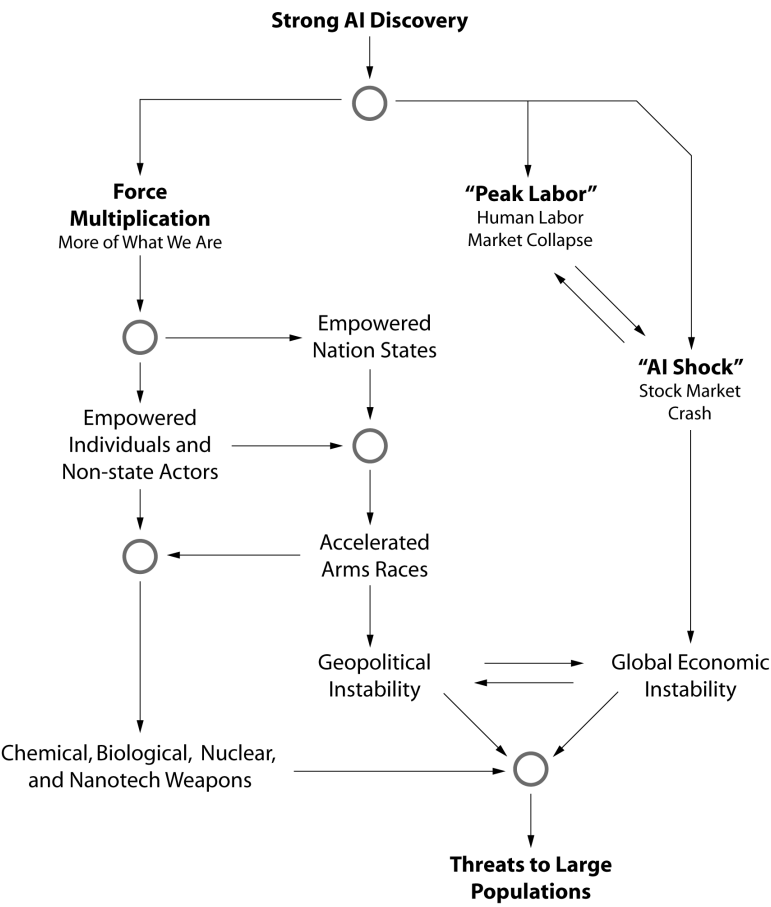 Strong AI Discovery
Force
Multiplication
More of What We Are
“Peak Labor”
Human Labor
Market Collapse
Empowered
Nation States
“AI Shock”
Stock Market
Crash
Empowered
Individuals and
Non-state Actors
Accelerated
Arms Races
Geopolitical
Instability
Global Economic
Instability
Chemical, Biological, Nuclear,
and Nanotech Weapons
Threats to Large
Populations